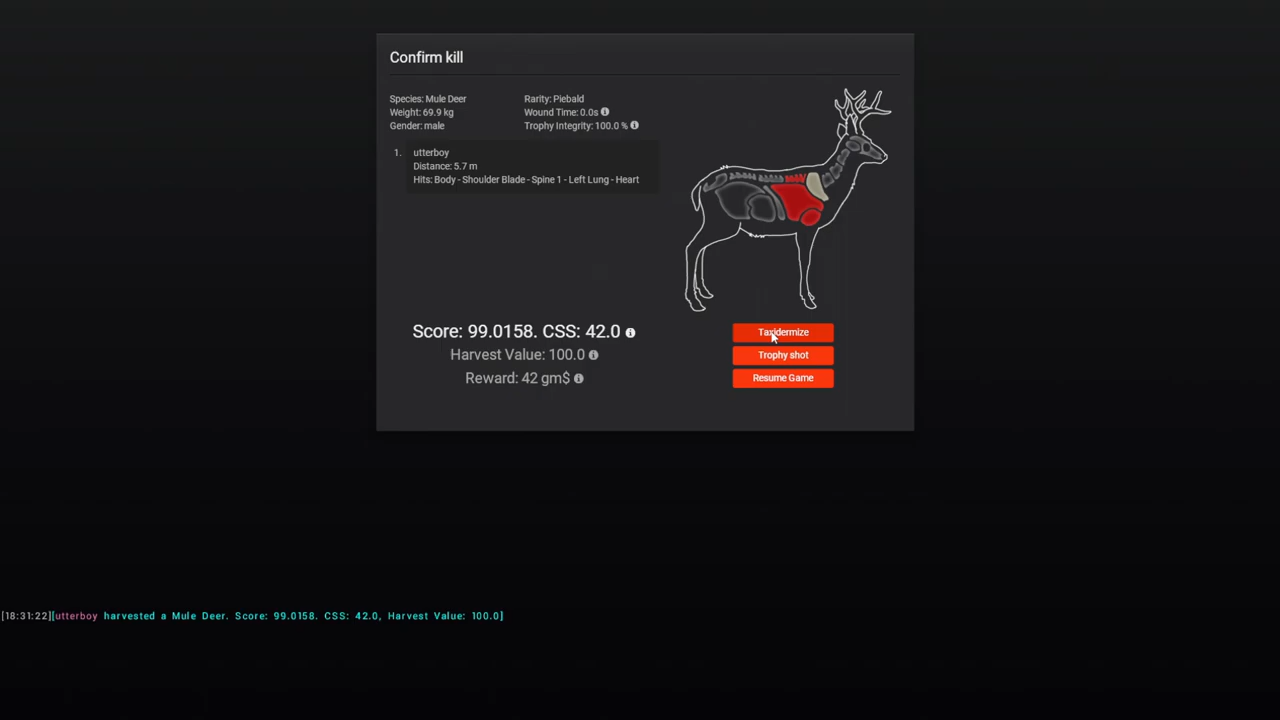 Confirm kill
Species: Mule Deer
Weight: 69.9 kg
Gender: male
Rarity: Piebald
Wound Time: 0.0s
Trophy Integrity: 100.0 %
1. utterboy
Distance: 5.7 m
Hits: Body - Shoulder Blade - Spine 1 - Left Lung - Heart
Score: 99.0158. CSS: 42.0
Harvest Value: 100.0
Reward: 42 gm$
Taxidermize
Trophy shot
Resume Game
[18:31:22][utterboy harvested a Mule Deer. Score: 99.0158. CSS: 42.0, Harvest Value: 100.0]